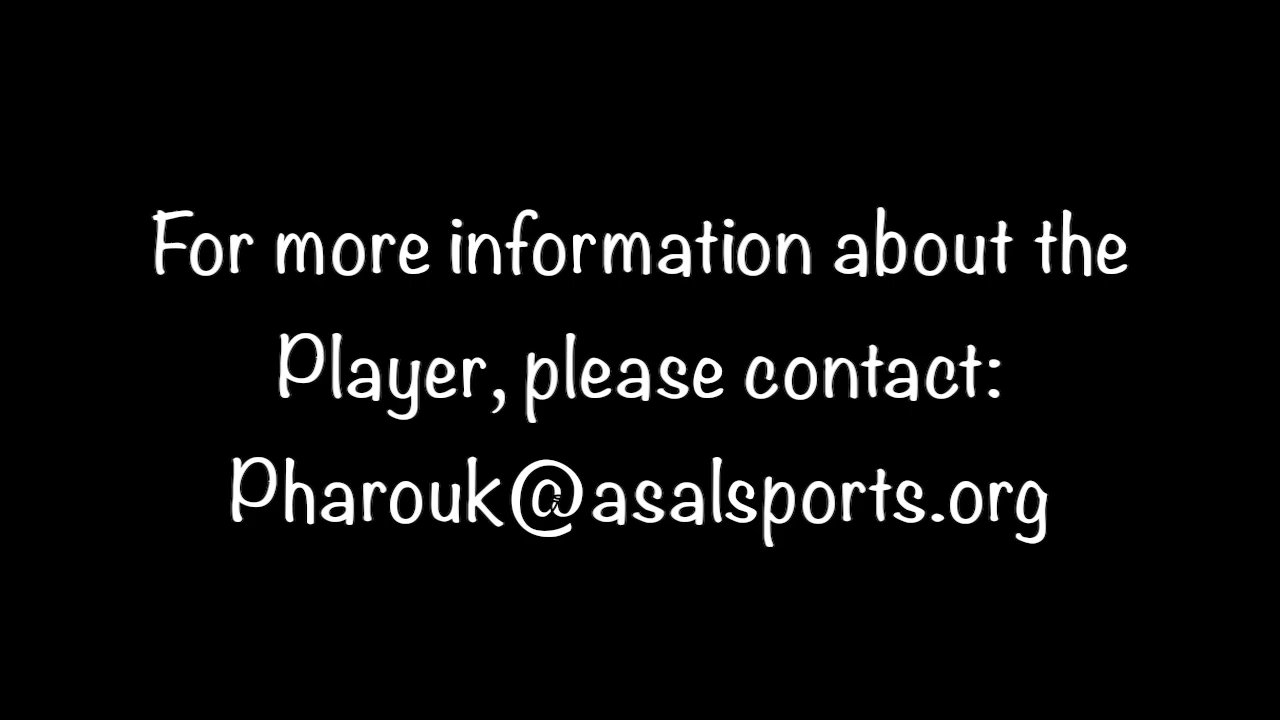 For more information about the
Player, please contact:
Pharouk@asalsports.org